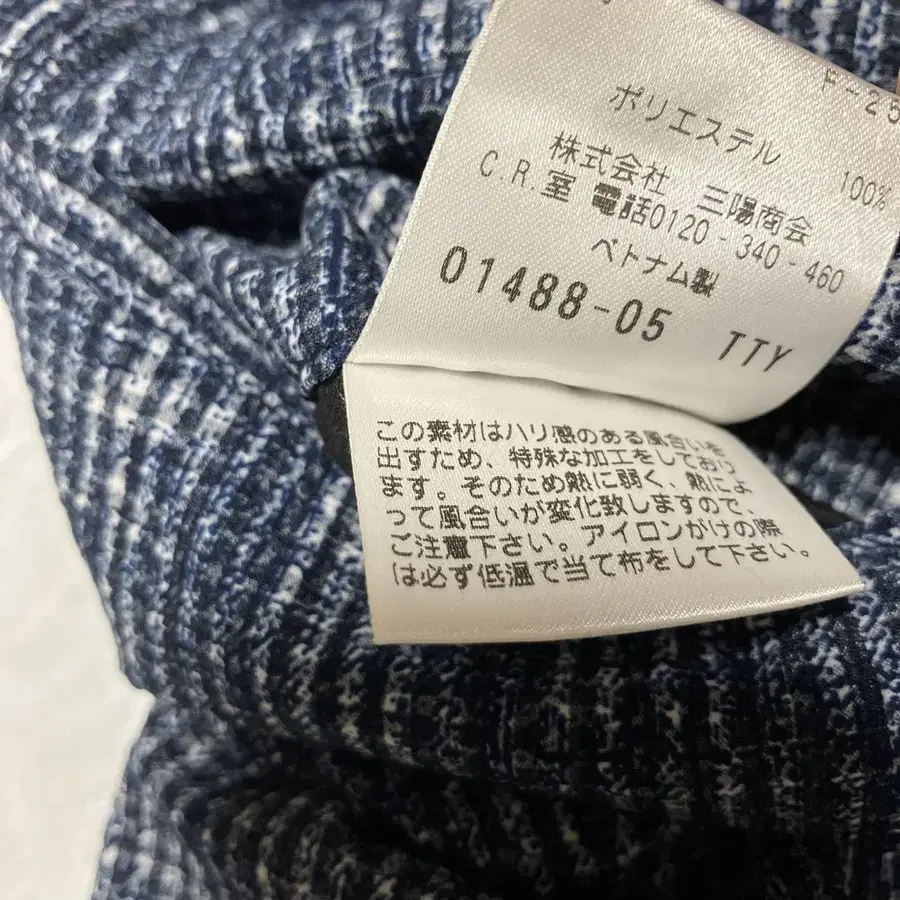 F-25
ポリエステル 100%
株式会社 三陽商会
C.R.室 電話0120-340-460
ベトナム製
01488-05 TTY
この素材はハリ感のある風合いを
出すため、特殊な加工をしており
ます。そのため熱に弱く、熱によ
って風合いが変化致しますので、
ご注意下さい。アイロンがけの際
は必ず低温で当て布をして下さい。